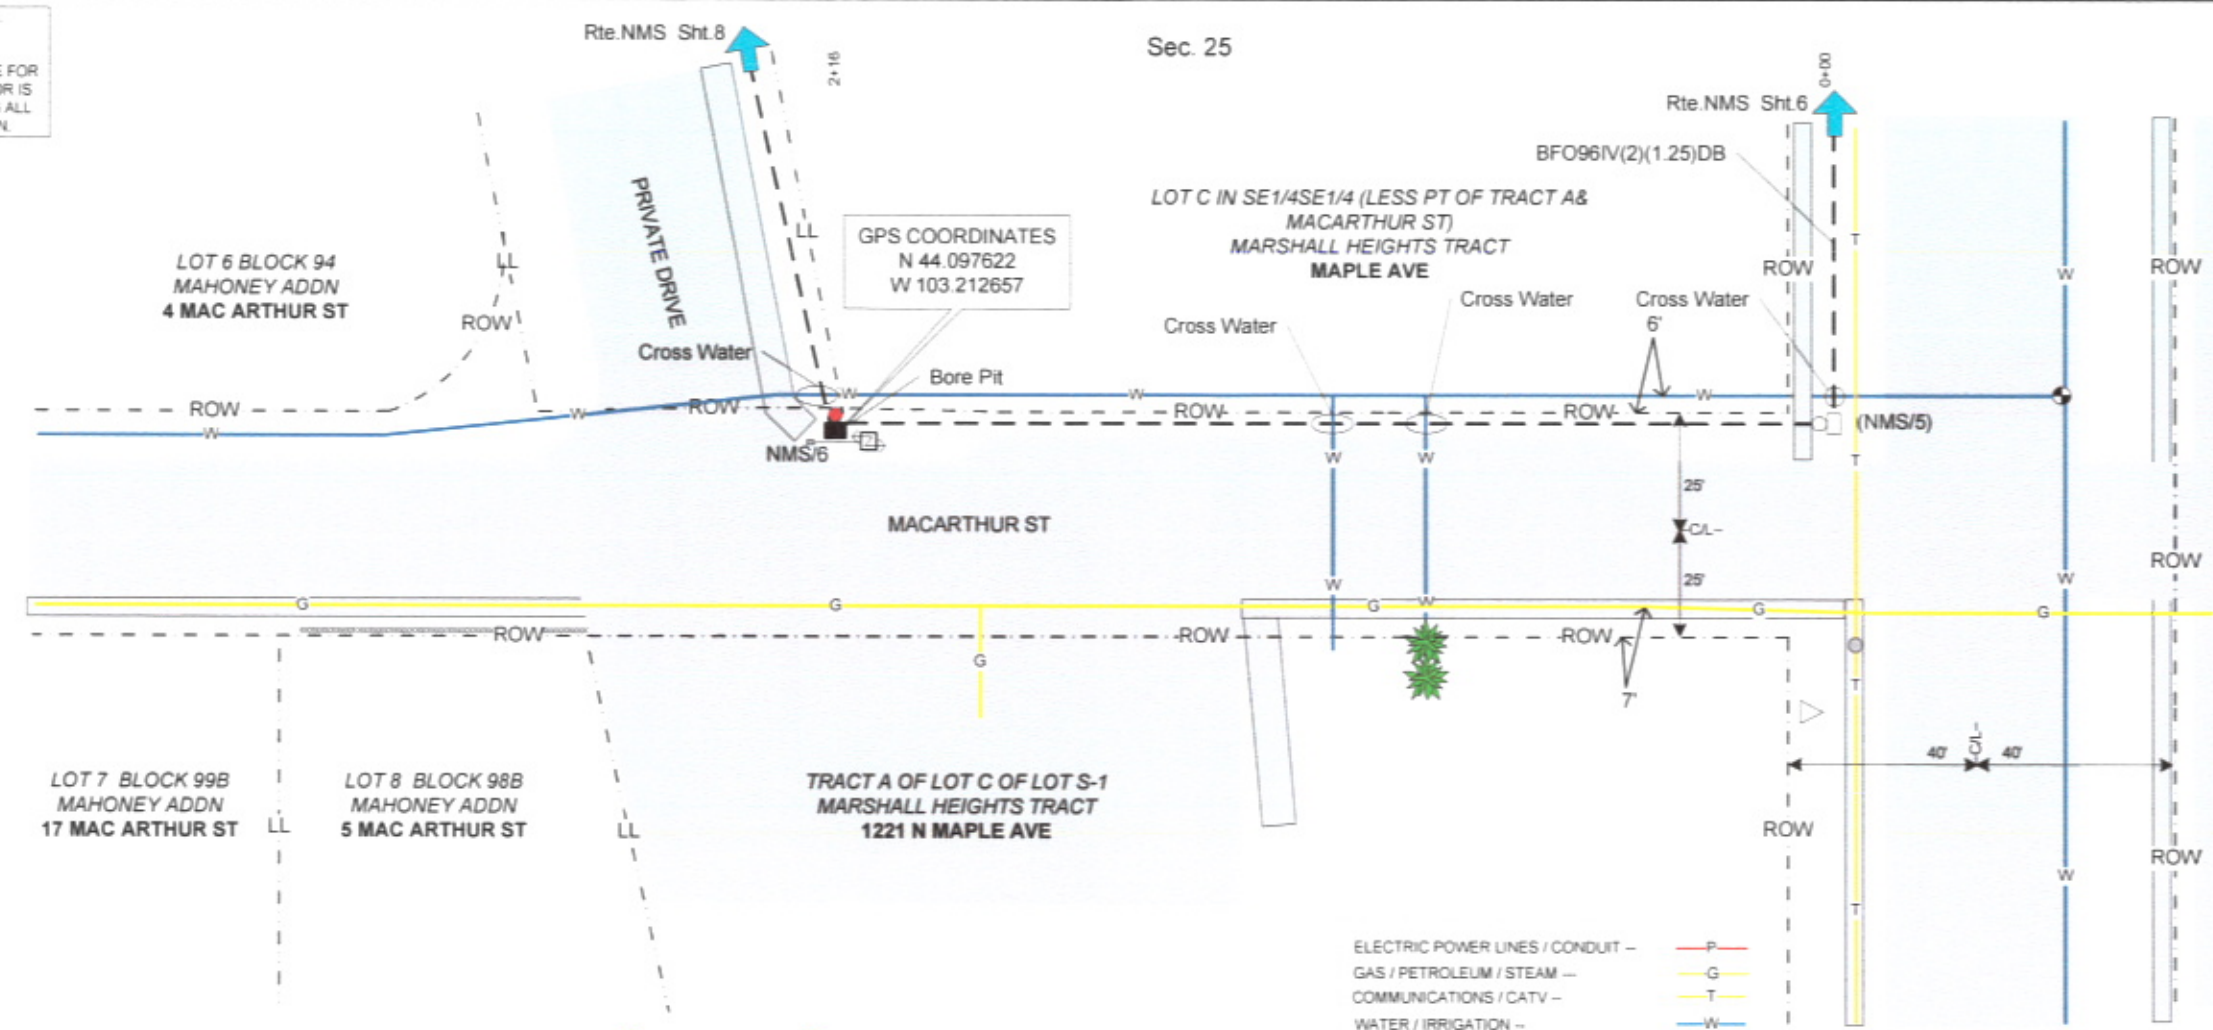 E FOR
OR IS
ALL
N.
Rte.NMS Sht.8
2+16
Sec. 25
0+00
Rte.NMS Sht.6
BFO96IV(2)(1.25)DB
PRIVATE DRIVE
LL
GPS COORDINATES
N 44.097622
W 103.212657
LOT C IN SE1/4SE1/4 (LESS PT OF TRACT A&
MACARTHUR ST)
MARSHALL HEIGHTS TRACT
MAPLE AVE
T
LOT 6 BLOCK 94
MAHONEY ADDN
4 MAC ARTHUR ST
LL
ROW
ROW
W
ROW
Cross Water
Cross Water
Cross Water
Cross Water
6'
Bore Pit
ROW
W
W
ROW
W
W
ROW
ROW
W
NMS/6
P
(NMS/5)
W
W
T
25'
MACARTHUR ST
C/L
25'
ROW
W
W
W
G
G
G
G
G
ROW
ROW
ROW
G
T
7'
LOT 7 BLOCK 99B
MAHONEY ADDN
17 MAC ARTHUR ST
LL
LOT 8 BLOCK 98B
MAHONEY ADDN
5 MAC ARTHUR ST
LL
TRACT A OF LOT C OF LOT S-1
MARSHALL HEIGHTS TRACT
1221 N MAPLE AVE
40'
C/L
40'
ROW
ROW
W
T
ELECTRIC POWER LINES / CONDUIT -- P
GAS / PETROLEUM / STEAM --- G
COMMUNICATIONS / CATV -- T
WATER / IRRIGATION -- W